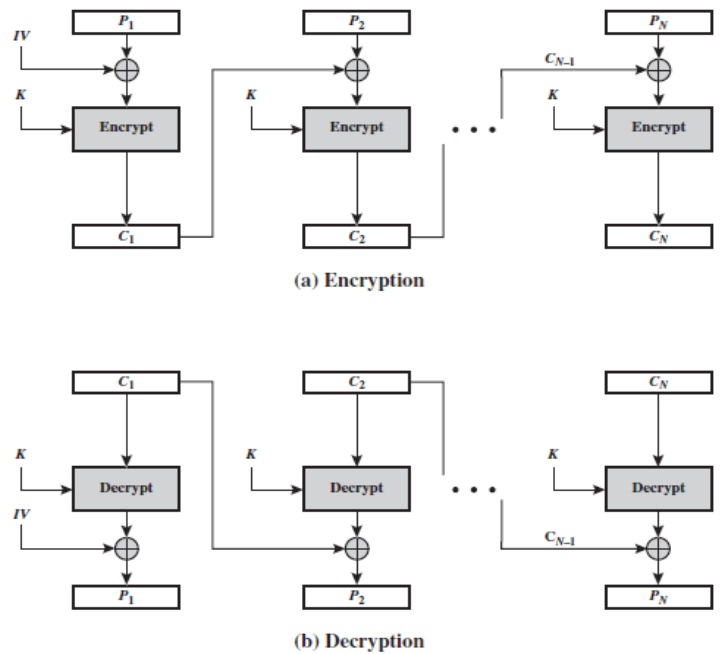 P1 P2 PN
IV
CN–1
K K K
Encrypt Encrypt Encrypt
C1 C2 CN
(a) Encryption
C1 C2 CN
K K K
Decrypt Decrypt Decrypt
IV
CN–1
P1 P2 PN
(b) Decryption